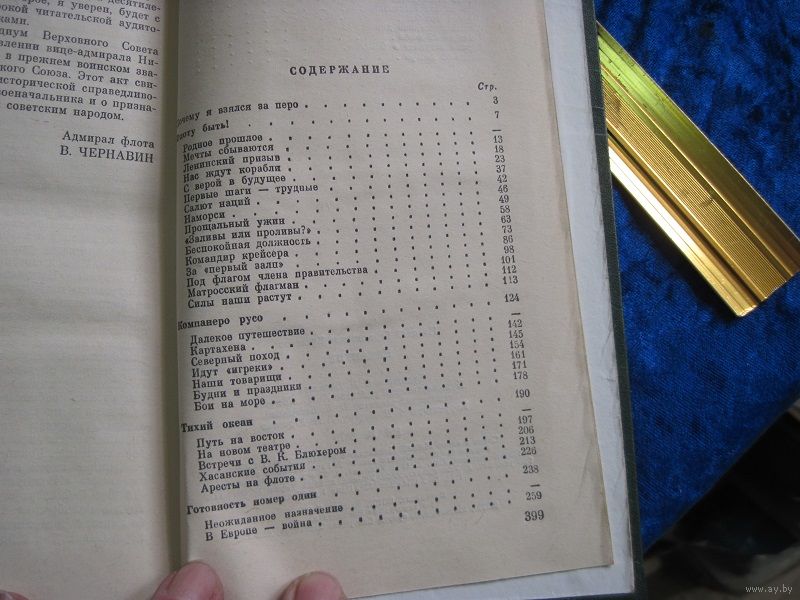 десятиле-
я уверен, будет с
рокой читательской аудито-
ками.
диум Верховного Совета
влении вице-адмирала Ни-
в прежнем воинском зва-
ского Союза. Этот акт сви-
исторической справедливо-
военачальника и о призна-
советским народом.
Адмирал флота
В. ЧЕРНАВИН
СОДЕРЖАНИЕ
Стр.
Почему я взялся за перо 3
Флоту быть! 7
Родное прошлое —
Мечты сбываются 13
Ленинский призыв 18
Нас ждут корабли 23
С верой в будущее 37
Первые шаги — трудные 42
Салют наций 46
Наморси 49
Прощальный ужин 58
«Заливы или проливы?» 63
Беспокойная должность 73
Командир крейсера 86
За «первый залп» 98
Под флагом члена правительства 101
Матросский флагман 112
Силы наши растут 113
Компанеро русо 124
Далекое путешествие —
Картахена 142
Северный поход 145
Идут «игреки» 154
Наши товарищи 161
Будни и праздники 171
Бои на море 178
Тихий океан 190
Путь на восток —
На новом театре 197
Встречи с В. К. Блюхером 206
Хасанские события 213
Аресты на флоте 226
Готовность номер один 238
Неожиданное назначение —
В Европе — война 259
399
www.ay.by